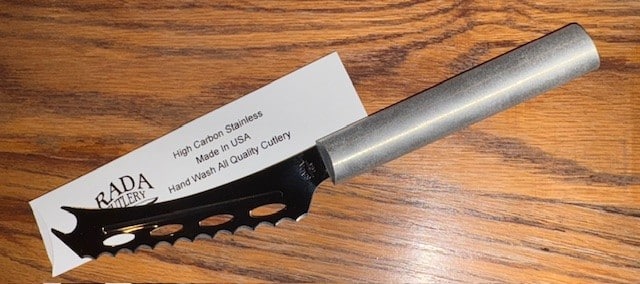 High Carbon Stainless
Made In USA
Hand Wash All Quality Cutlery
RADA
CUTLERY